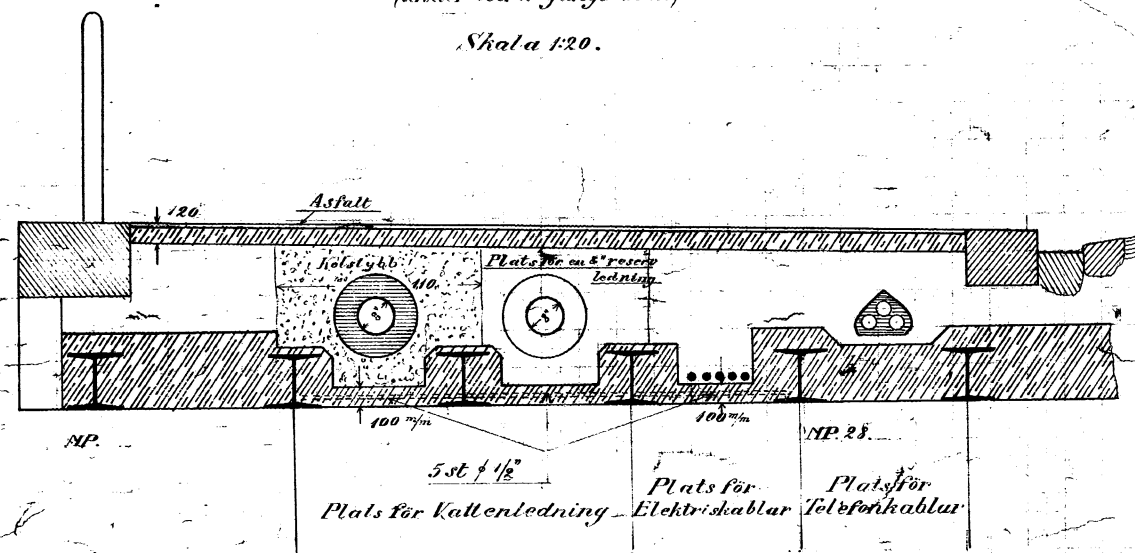 Skala 1:20.
120
Asfalt
Kolstybb
Plats för en 8" reserv
ledning
110.
8"
8"
100 m/m
100 m/m
NP.
NP. 28.
5 st ϕ 1/2"
Plats för Vattenledning
Plats för
Elektriskablar
Plats för
Telefonkablar